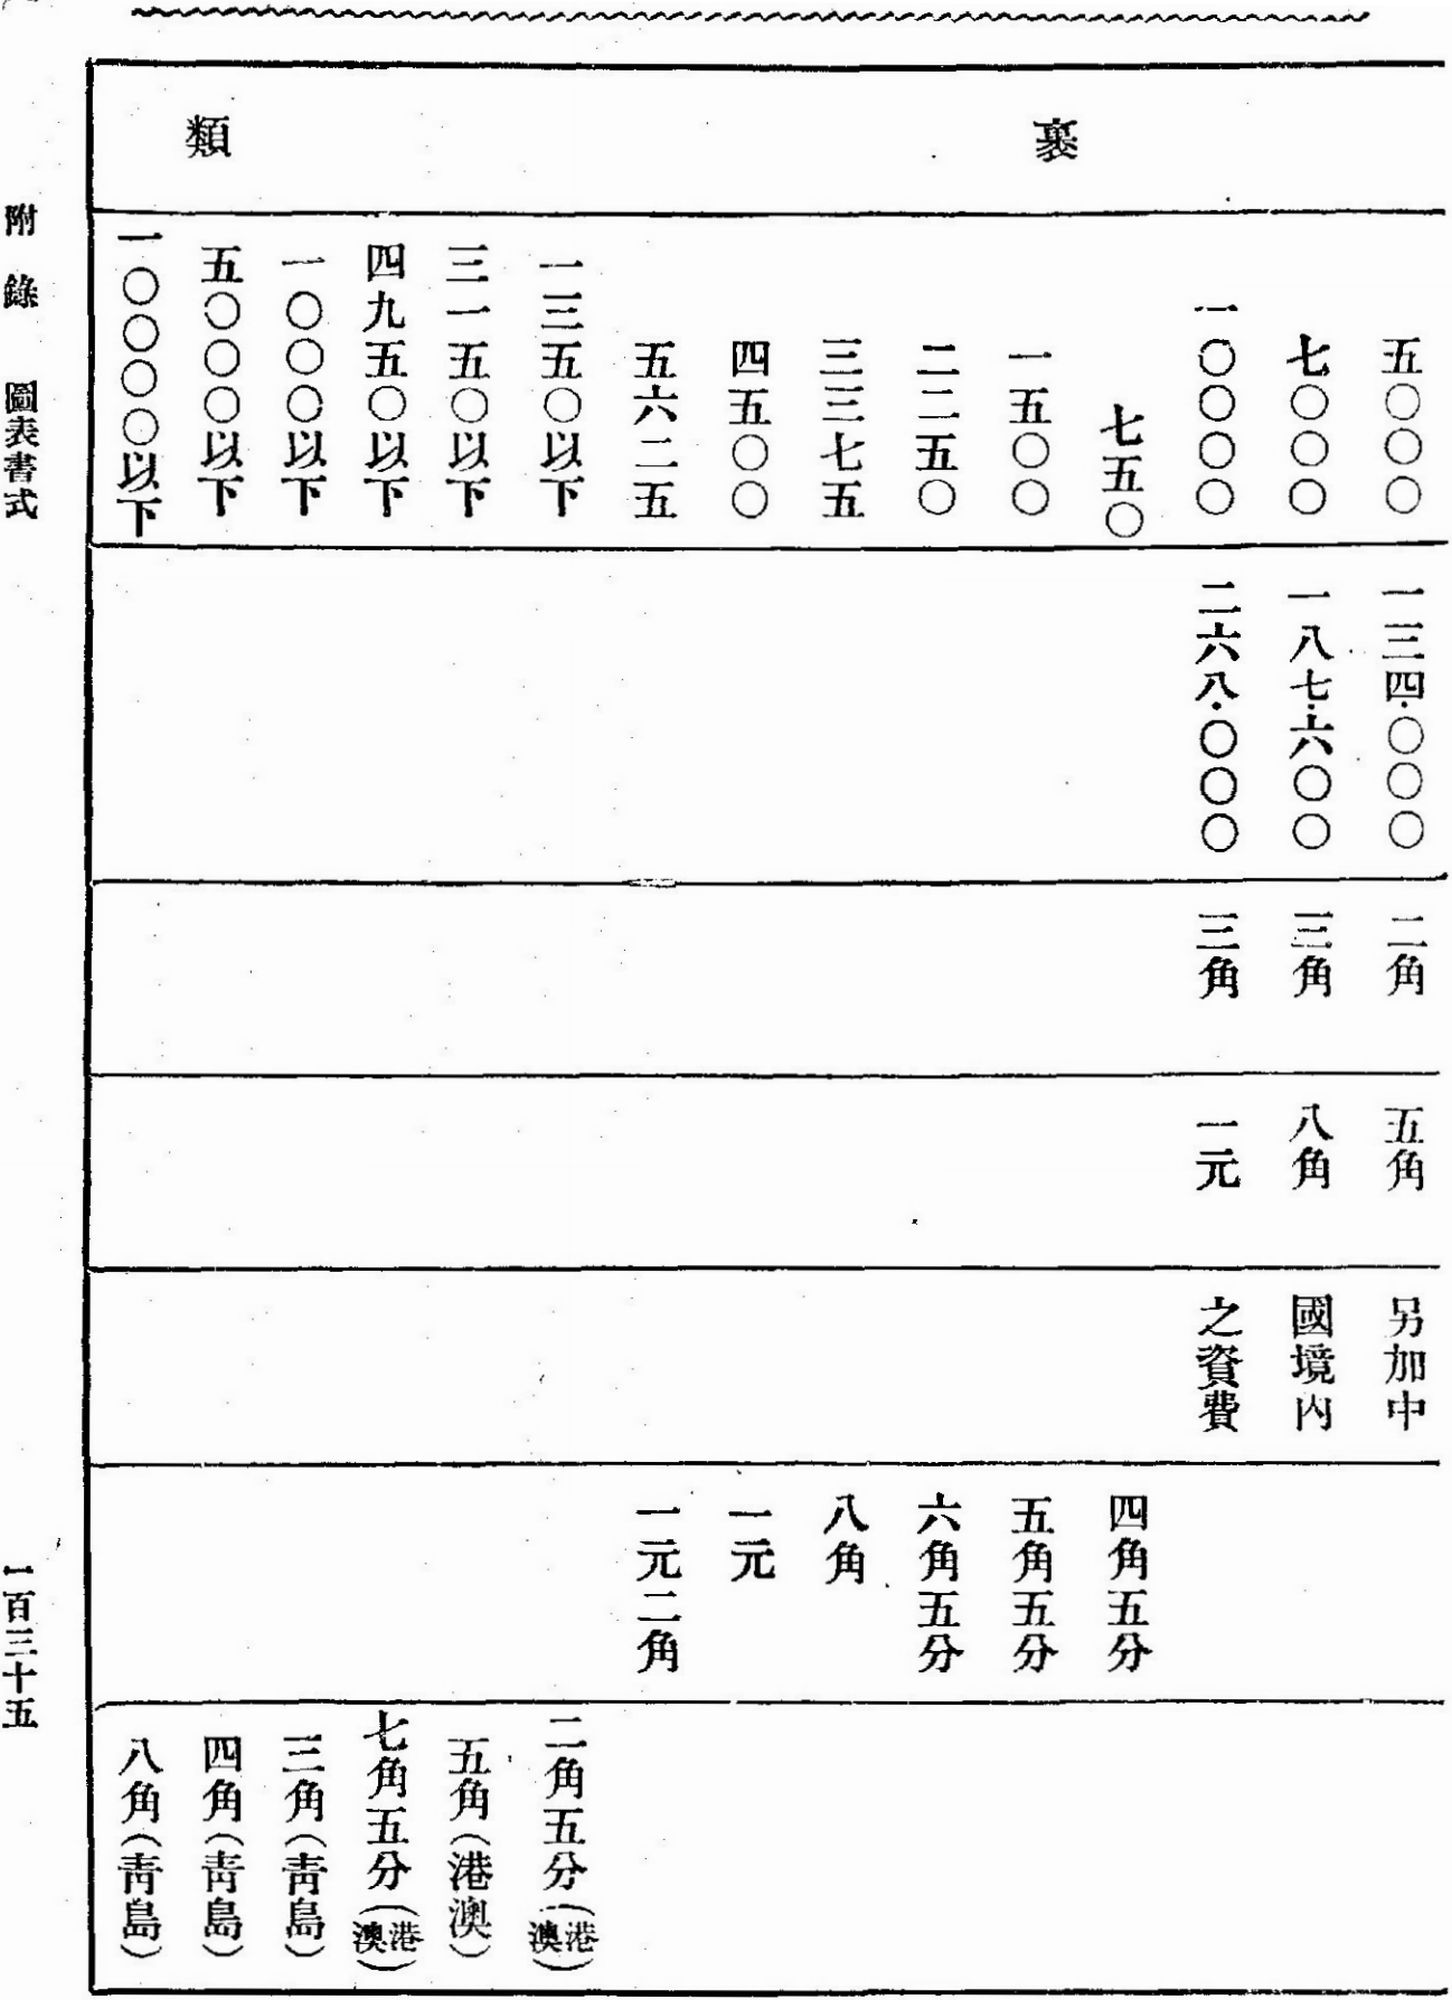 裹類
五〇〇〇
七〇〇〇
一〇〇〇〇
七五〇
一五〇〇
二二五〇
三三七五
四五〇〇
五六二五
一三五〇以下
三一五〇以下
四九五〇以下
一〇〇〇以下
五〇〇〇以下
一〇〇〇〇以下
一三四.〇〇〇
一八七.六〇〇
二六八.〇〇〇
二角
三角
三角
五角
八角
一元
另加中
國境內
之資費
四角五分
五角五分
六角五分
八角
一元
一元二角
二角五分(港澳)
五角(港澳)
七角五分(港澳)
三角(靑島)
四角(靑島)
八角(靑島)
附錄 圖表書式
一百三十五